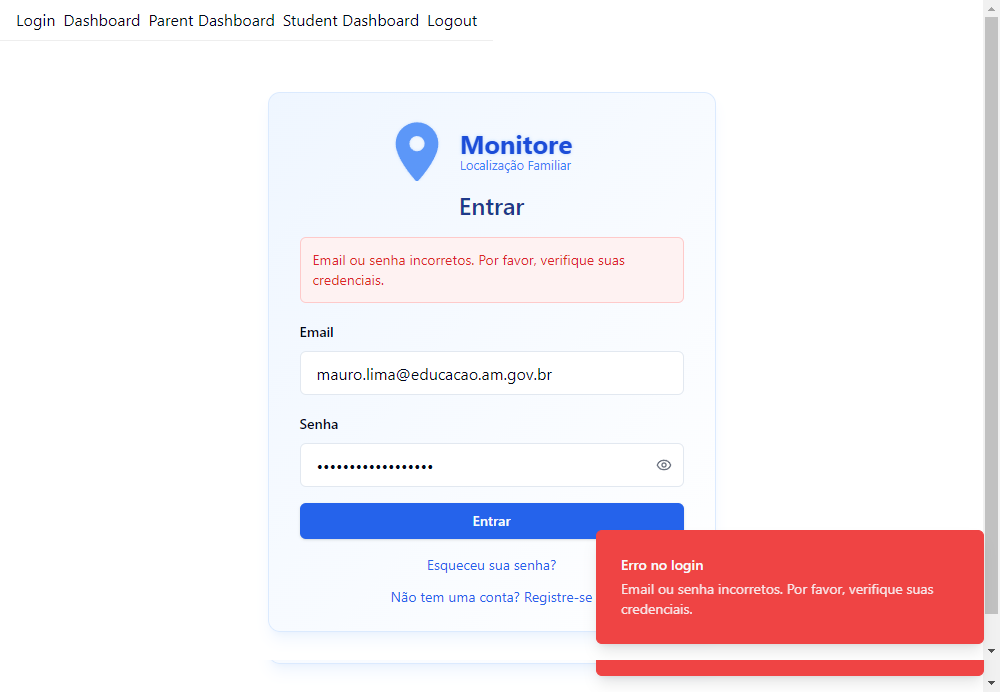 Login Dashboard Parent Dashboard Student Dashboard Logout
Monitore
Localização Familiar
Entrar
Email ou senha incorretos. Por favor, verifique suas
credenciais.
Email
mauro.lima@educacao.am.gov.br
Senha
••••••••••••••••••
Entrar
Esqueceu sua senha?
Não tem uma conta? Registre-se
Erro no login
Email ou senha incorretos. Por favor, verifique suas
credenciais.